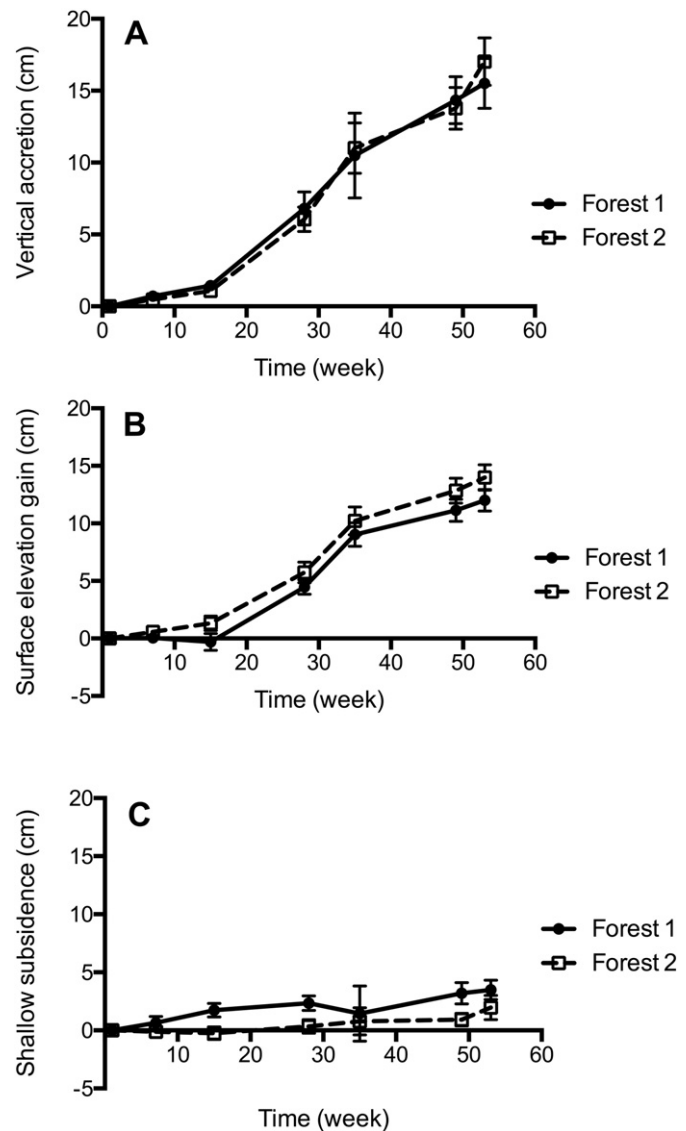 A
Vertical accretion (cm)
20
15
10
5
0
0 10 20 30 40 50 60
Time (week)
Forest 1
Forest 2
B
Surface elevation gain (cm)
20
15
10
5
0
-5
10 20 30 40 50 60
Time (week)
Forest 1
Forest 2
C
Shallow subsidence (cm)
20
15
10
5
0
-5
10 20 30 40 50 60
Time (week)
Forest 1
Forest 2